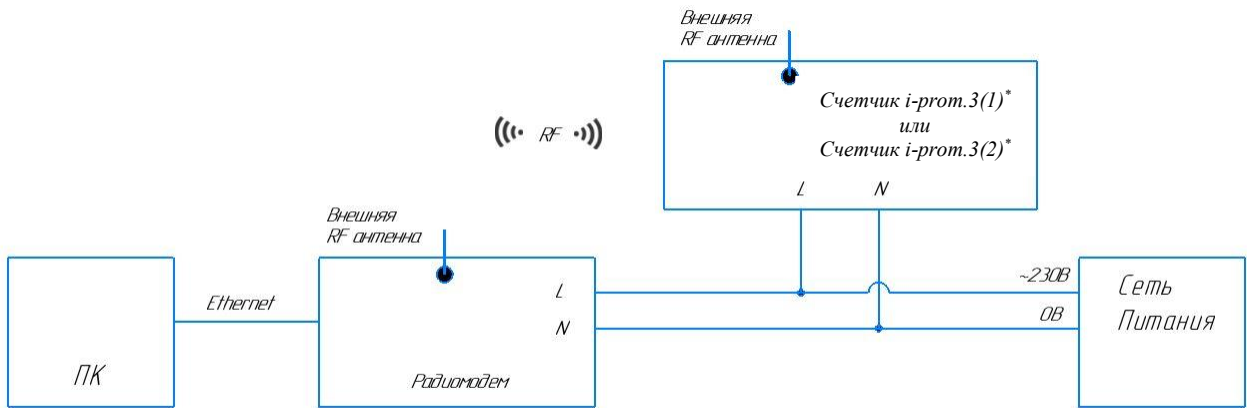 Внешняя
RF антенна
Счетчик i-prom.3(1)*
или
Счетчик i-prom.3(2)*
RF
L N
Внешняя
RF антенна
~230В
Сеть
Питания
L
Ethernet
0В
N
ПК
Радиомодем